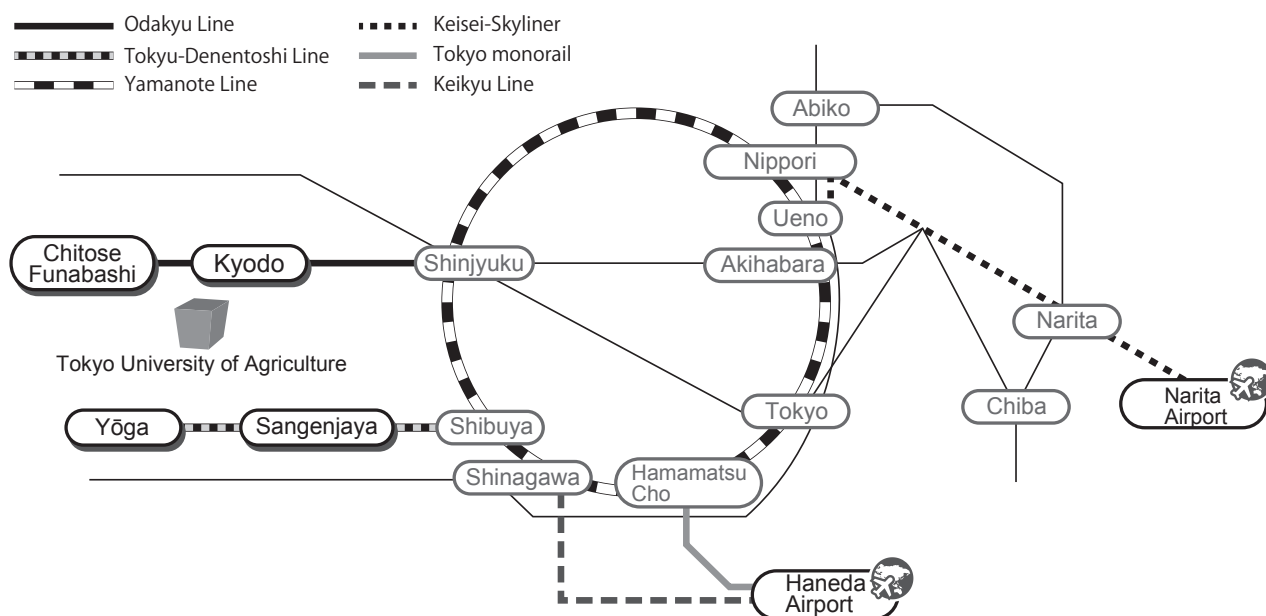 Odakyu Line
Tokyu-Denentoshi Line
Yamanote Line
Keisei-Skyliner
Tokyo monorail
Keikyu Line
Abiko
Nippori
Ueno
Chitose
Funabashi
Kyodo
Shinjyuku
Akihabara
Narita
Tokyo University of Agriculture
Narita
Airport
Chiba
Tokyo
Yōga
Sangenjaya
Shibuya
Shinagawa
Hamamatsu
Cho
Haneda
Airport